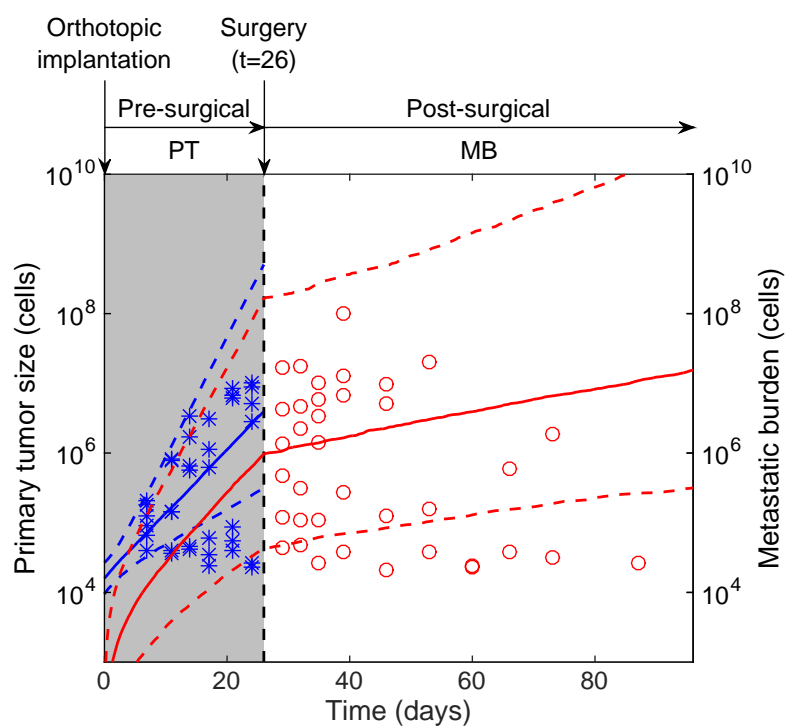 Orthotopic
implantation
Surgery
(t=26)
Pre-surgical
Post-surgical
PT
MB
10^10
10^8
10^6
10^4
Primary tumor size (cells)
10^10
10^8
10^6
10^4
Metastatic burden (cells)
0
20
40
60
80
Time (days)